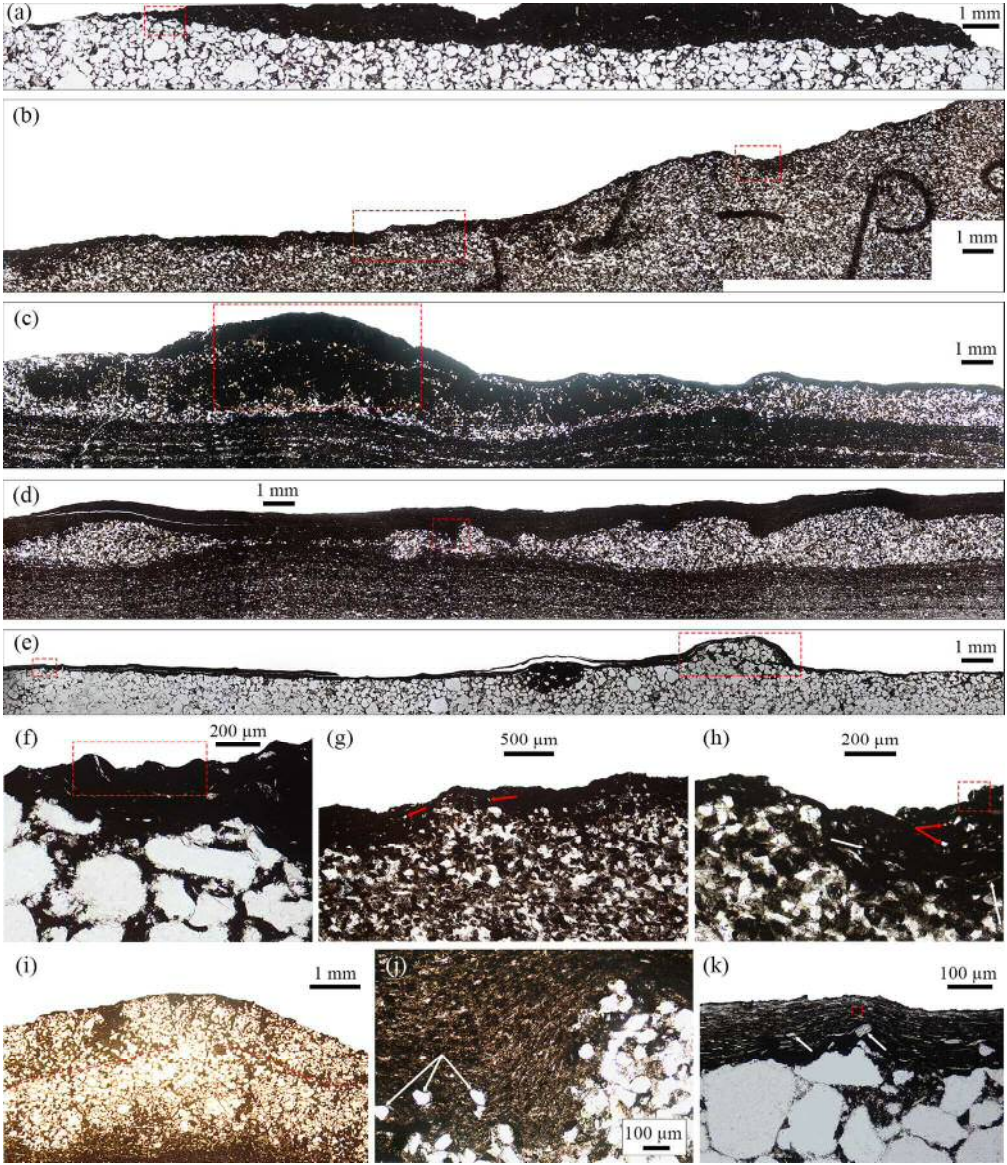 (a)
1 mm
(b)
1 mm
(c)
1 mm
(d)
1 mm
(e)
1 mm
(f)
200 μm
(g)
500 μm
(h)
200 μm
(i)
1 mm
(j)
100 μm
(k)
100 μm